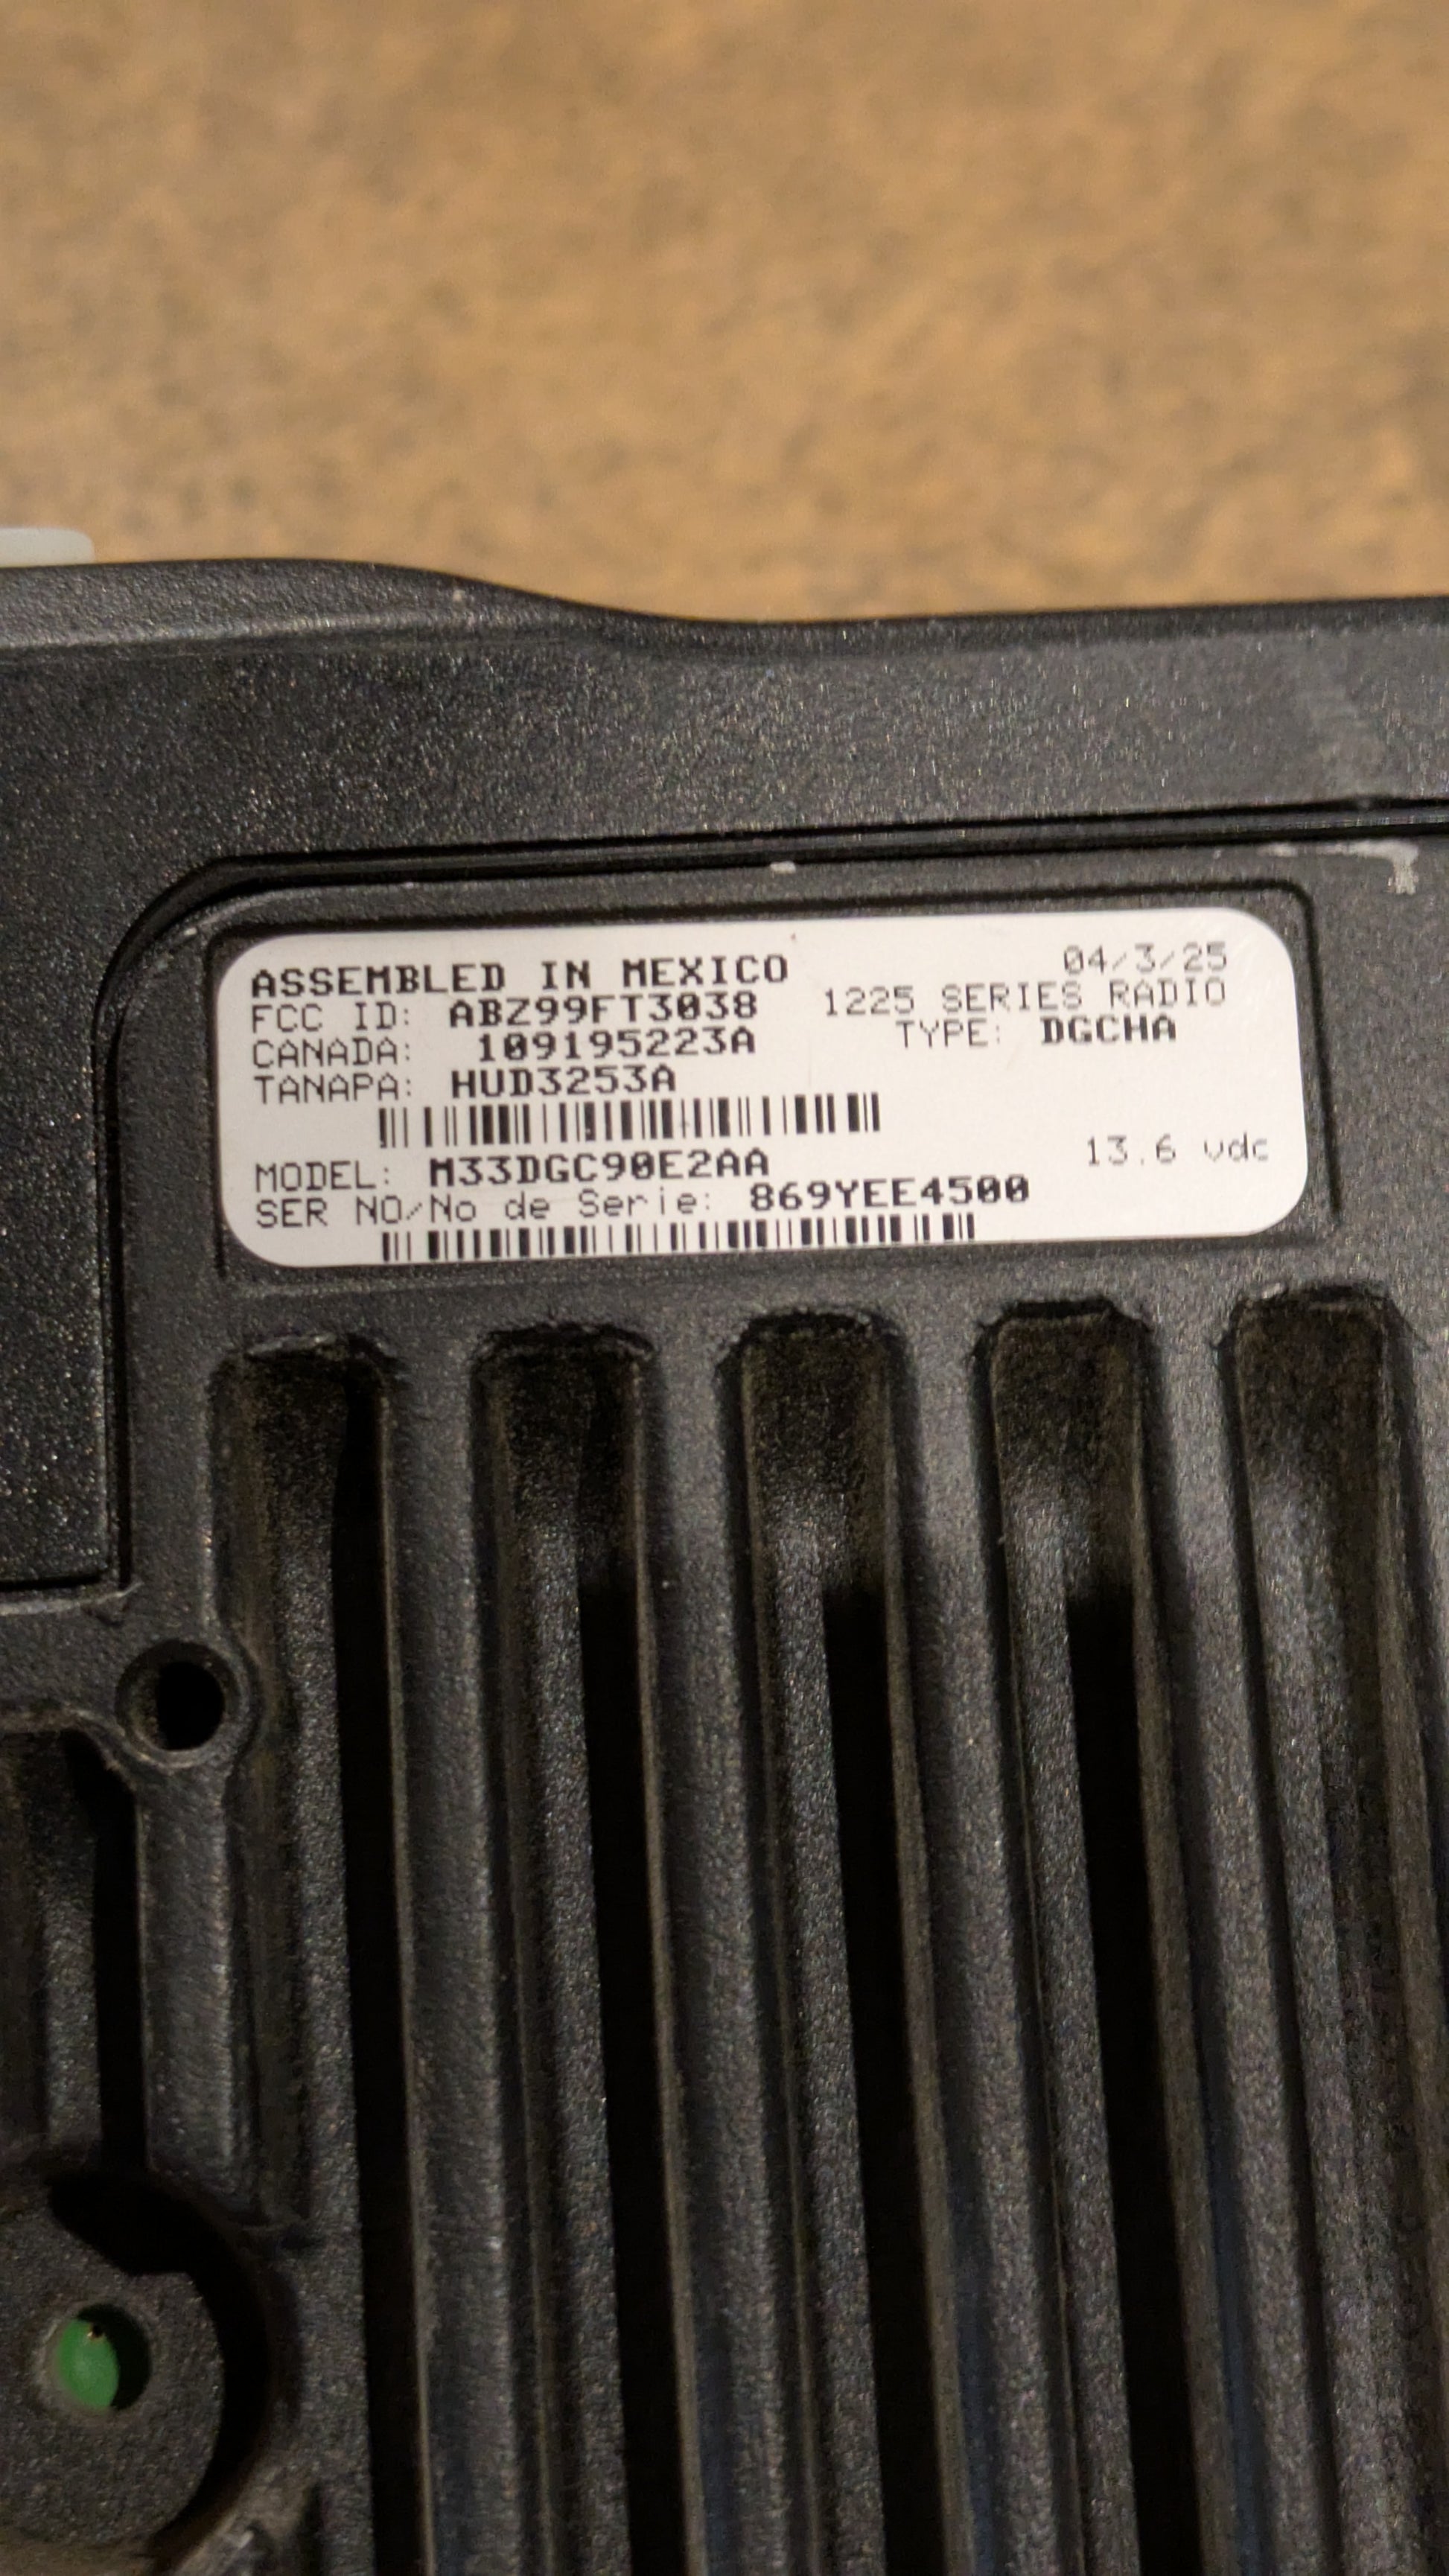 ASSEMBLED IN MEXICO 04/3/25
FCC ID: ABZ99FT3038 1225 SERIES RADIO
CANADA: 109195223A TYPE: DGCHA
TANAPA: HUD3253A
MODEL: M33DGC90E2AA 13.6 vdc
SER NO/No de Serie: 869YEE4500